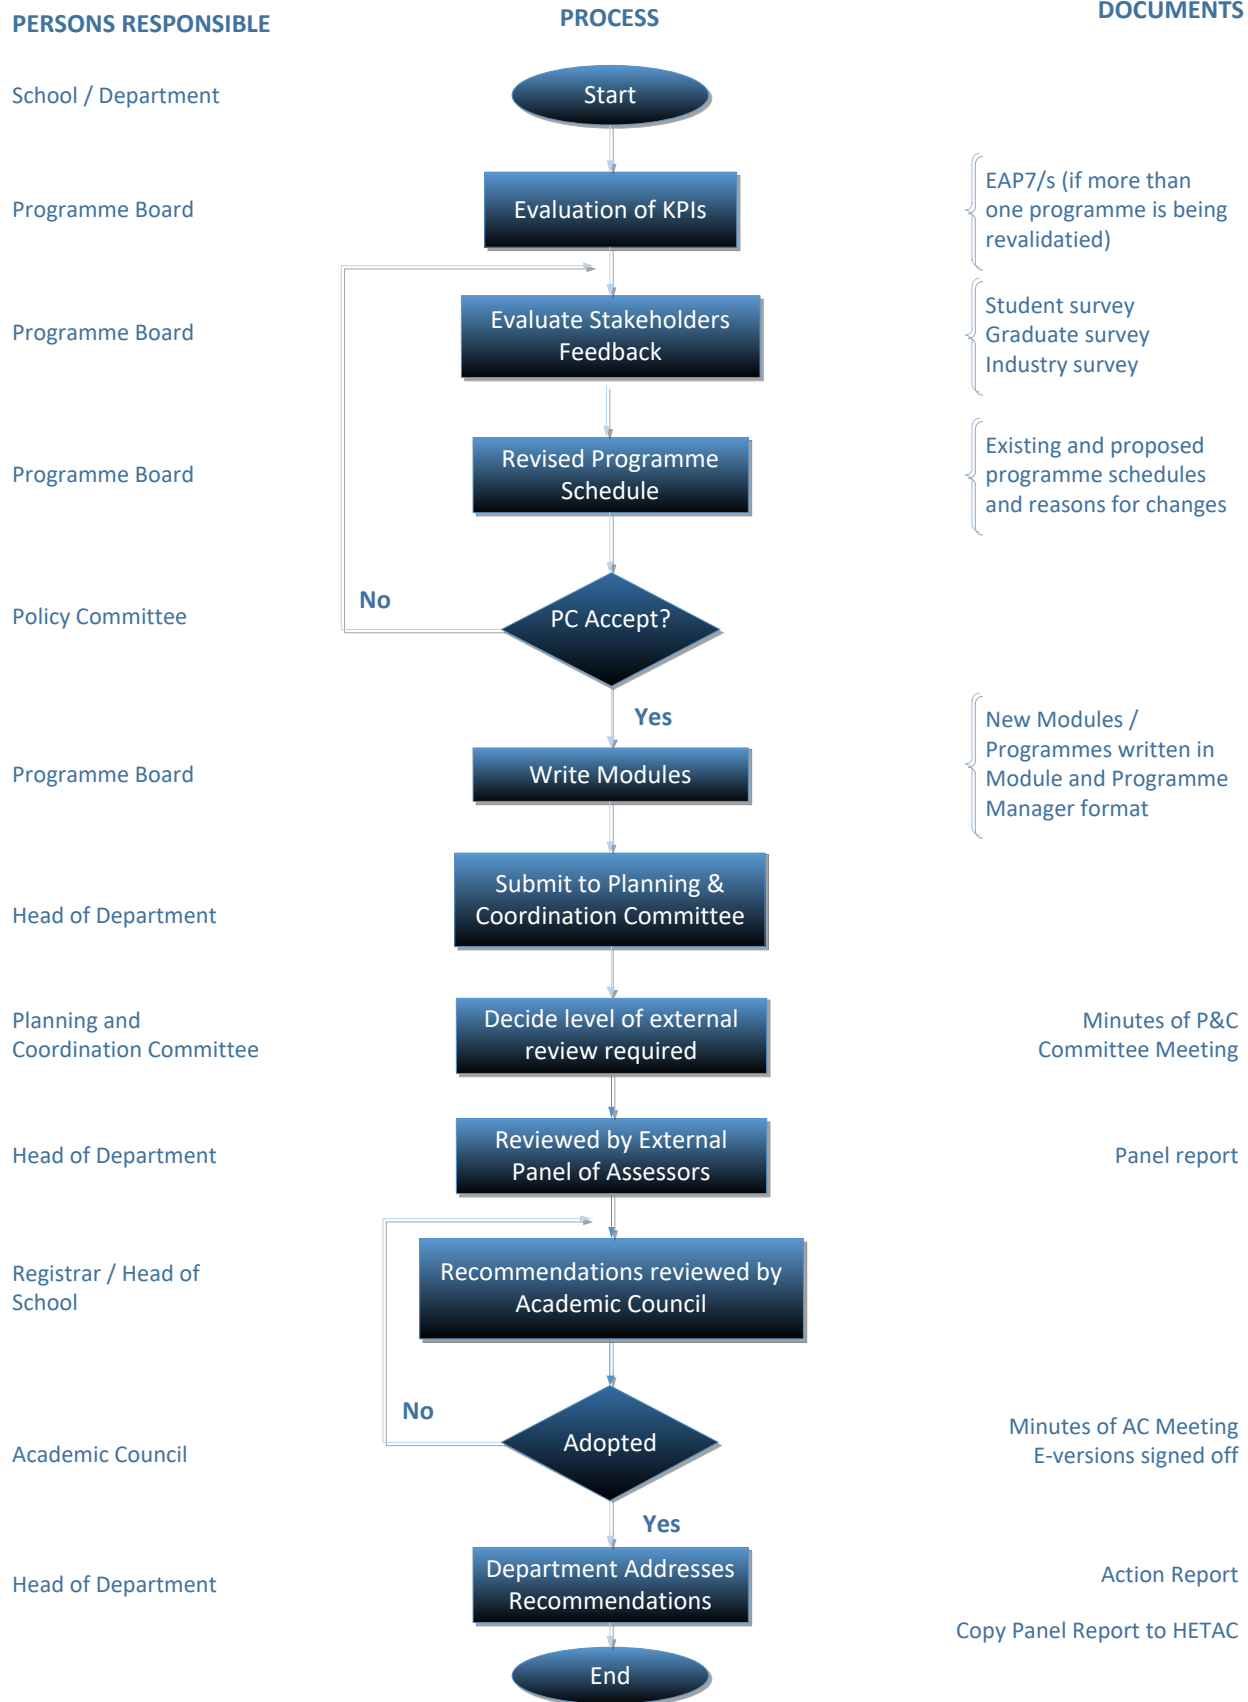 PERSONS RESPONSIBLE
PROCESS
DOCUMENTS
School / Department
Start
Programme Board
Evaluation of KPIs
EAP7/s (if more than
one programme is being
revalidatied)
Programme Board
Evaluate Stakeholders
Feedback
Student survey
Graduate survey
Industry survey
Programme Board
Revised Programme
Schedule
Existing and proposed
programme schedules
and reasons for changes
Policy Committee
No
PC Accept?
Yes
Programme Board
Write Modules
New Modules /
Programmes written in
Module and Programme
Manager format
Head of Department
Submit to Planning &
Coordination Committee
Planning and
Coordination Committee
Decide level of external
review required
Minutes of P&C
Committee Meeting
Head of Department
Reviewed by External
Panel of Assessors
Panel report
Registrar / Head of
School
Recommendations reviewed by
Academic Council
Academic Council
No
Adopted
Minutes of AC Meeting
E-versions signed off
Yes
Head of Department
Department Addresses
Recommendations
Action Report
Copy Panel Report to HETAC
End